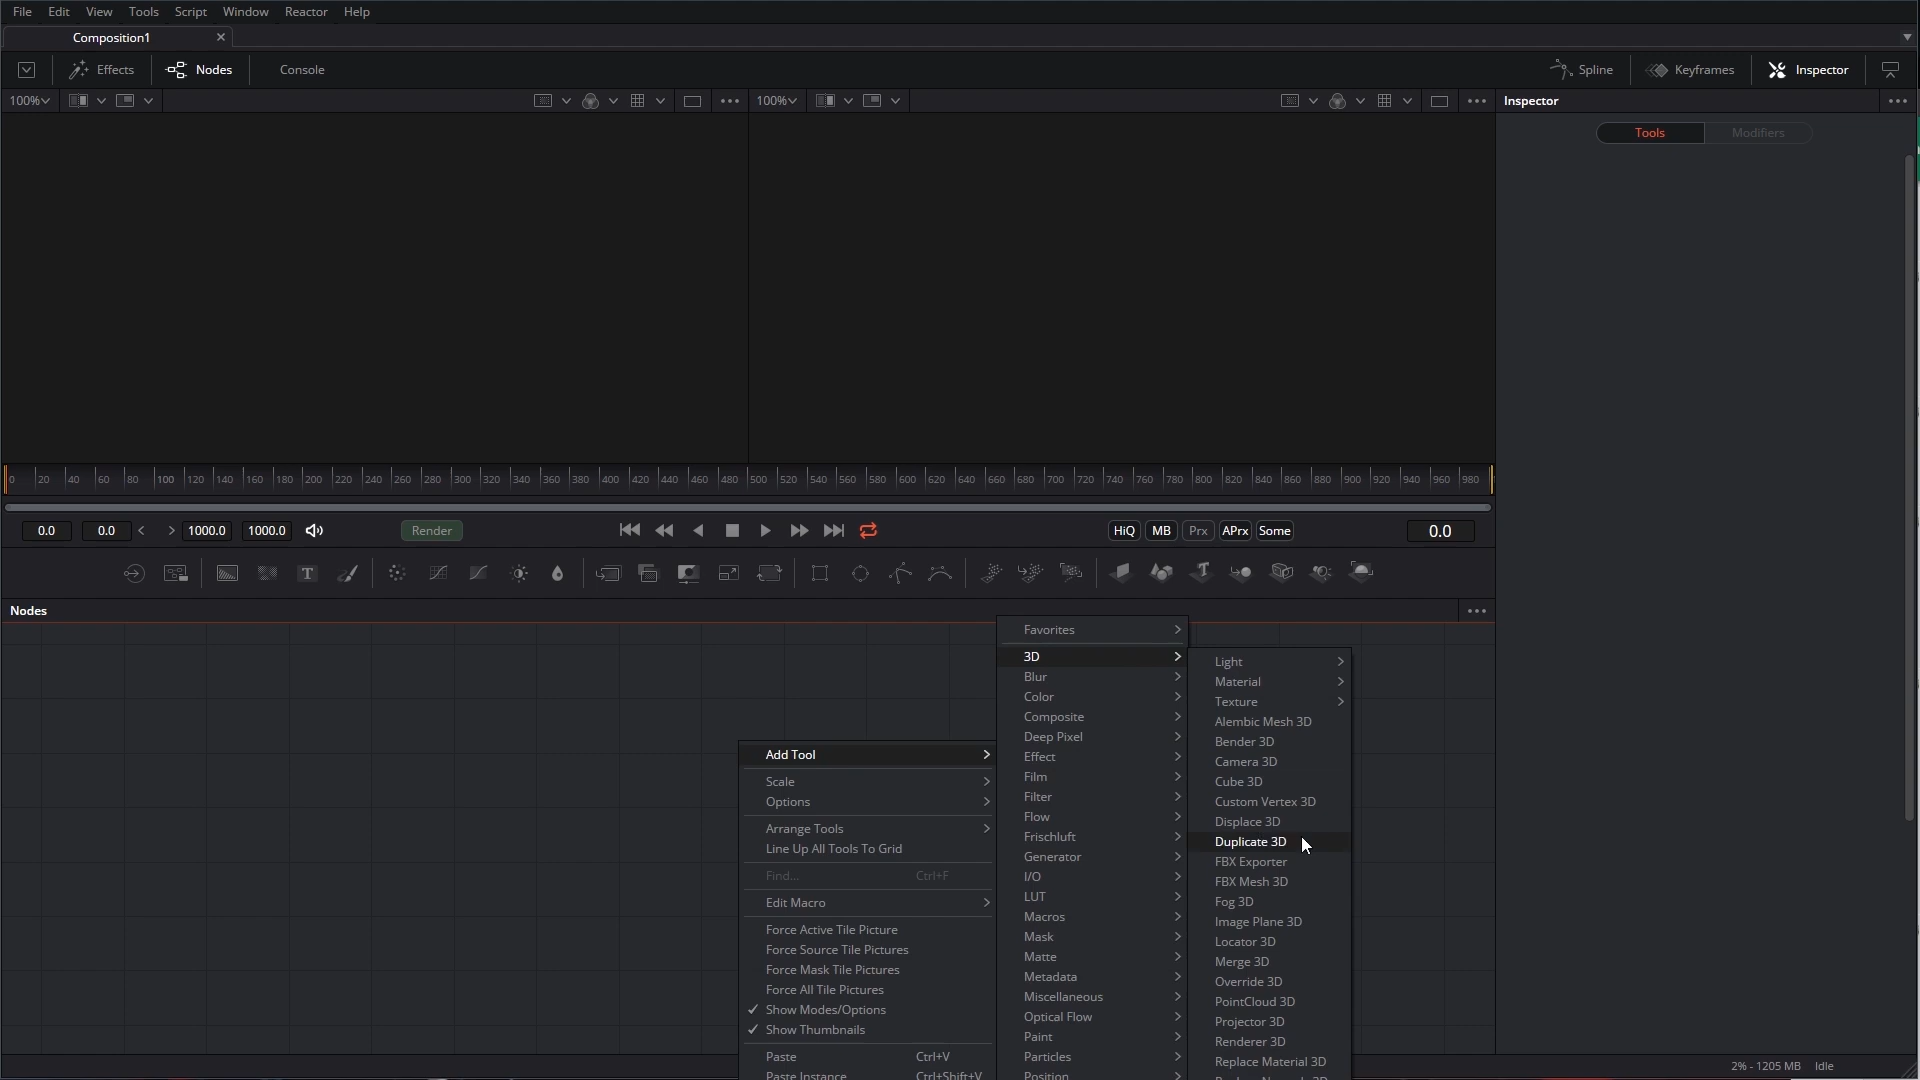 File Edit View Tools Script Window Reactor Help
Composition1
Effects Nodes Console Spline Keyframes Inspector
100% 100% Inspector
Tools Modifiers
0 20 40 60 80 100 120 140 160 180 200 220 240 260 280 300 320 340 360 380 400 420 440 460 480 500 520 540 560 580 600 620 640 660 680 700 720 740 760 780 800 820 840 860 880 900 920 940 960 980
0.0 0.0 < > 1000.0 1000.0 Render HiQ MB Prx APrx Some 0.0
Nodes
Add Tool
Scale
Options
Arrange Tools
Line Up All Tools To Grid
Find... Ctrl+F
Edit Macro
Force Active Tile Picture
Force Source Tile Pictures
Force Mask Tile Pictures
Force All Tile Pictures
Show Modes/Options
Show Thumbnails
Paste Ctrl+V
Paste Instance Ctrl+Shift+V
Favorites
3D
Blur
Color
Composite
Deep Pixel
Effect
Film
Filter
Flow
Frischluft
Generator
I/O
LUT
Macros
Mask
Matte
Metadata
Miscellaneous
Optical Flow
Paint
Particles
Position
Light
Material
Texture
Alembic Mesh 3D
Bender 3D
Camera 3D
Cube 3D
Custom Vertex 3D
Displace 3D
Duplicate 3D
FBX Exporter
FBX Mesh 3D
Fog 3D
Image Plane 3D
Locator 3D
Merge 3D
Override 3D
PointCloud 3D
Projector 3D
Renderer 3D
Replace Material 3D
2% - 1205 MB Idle